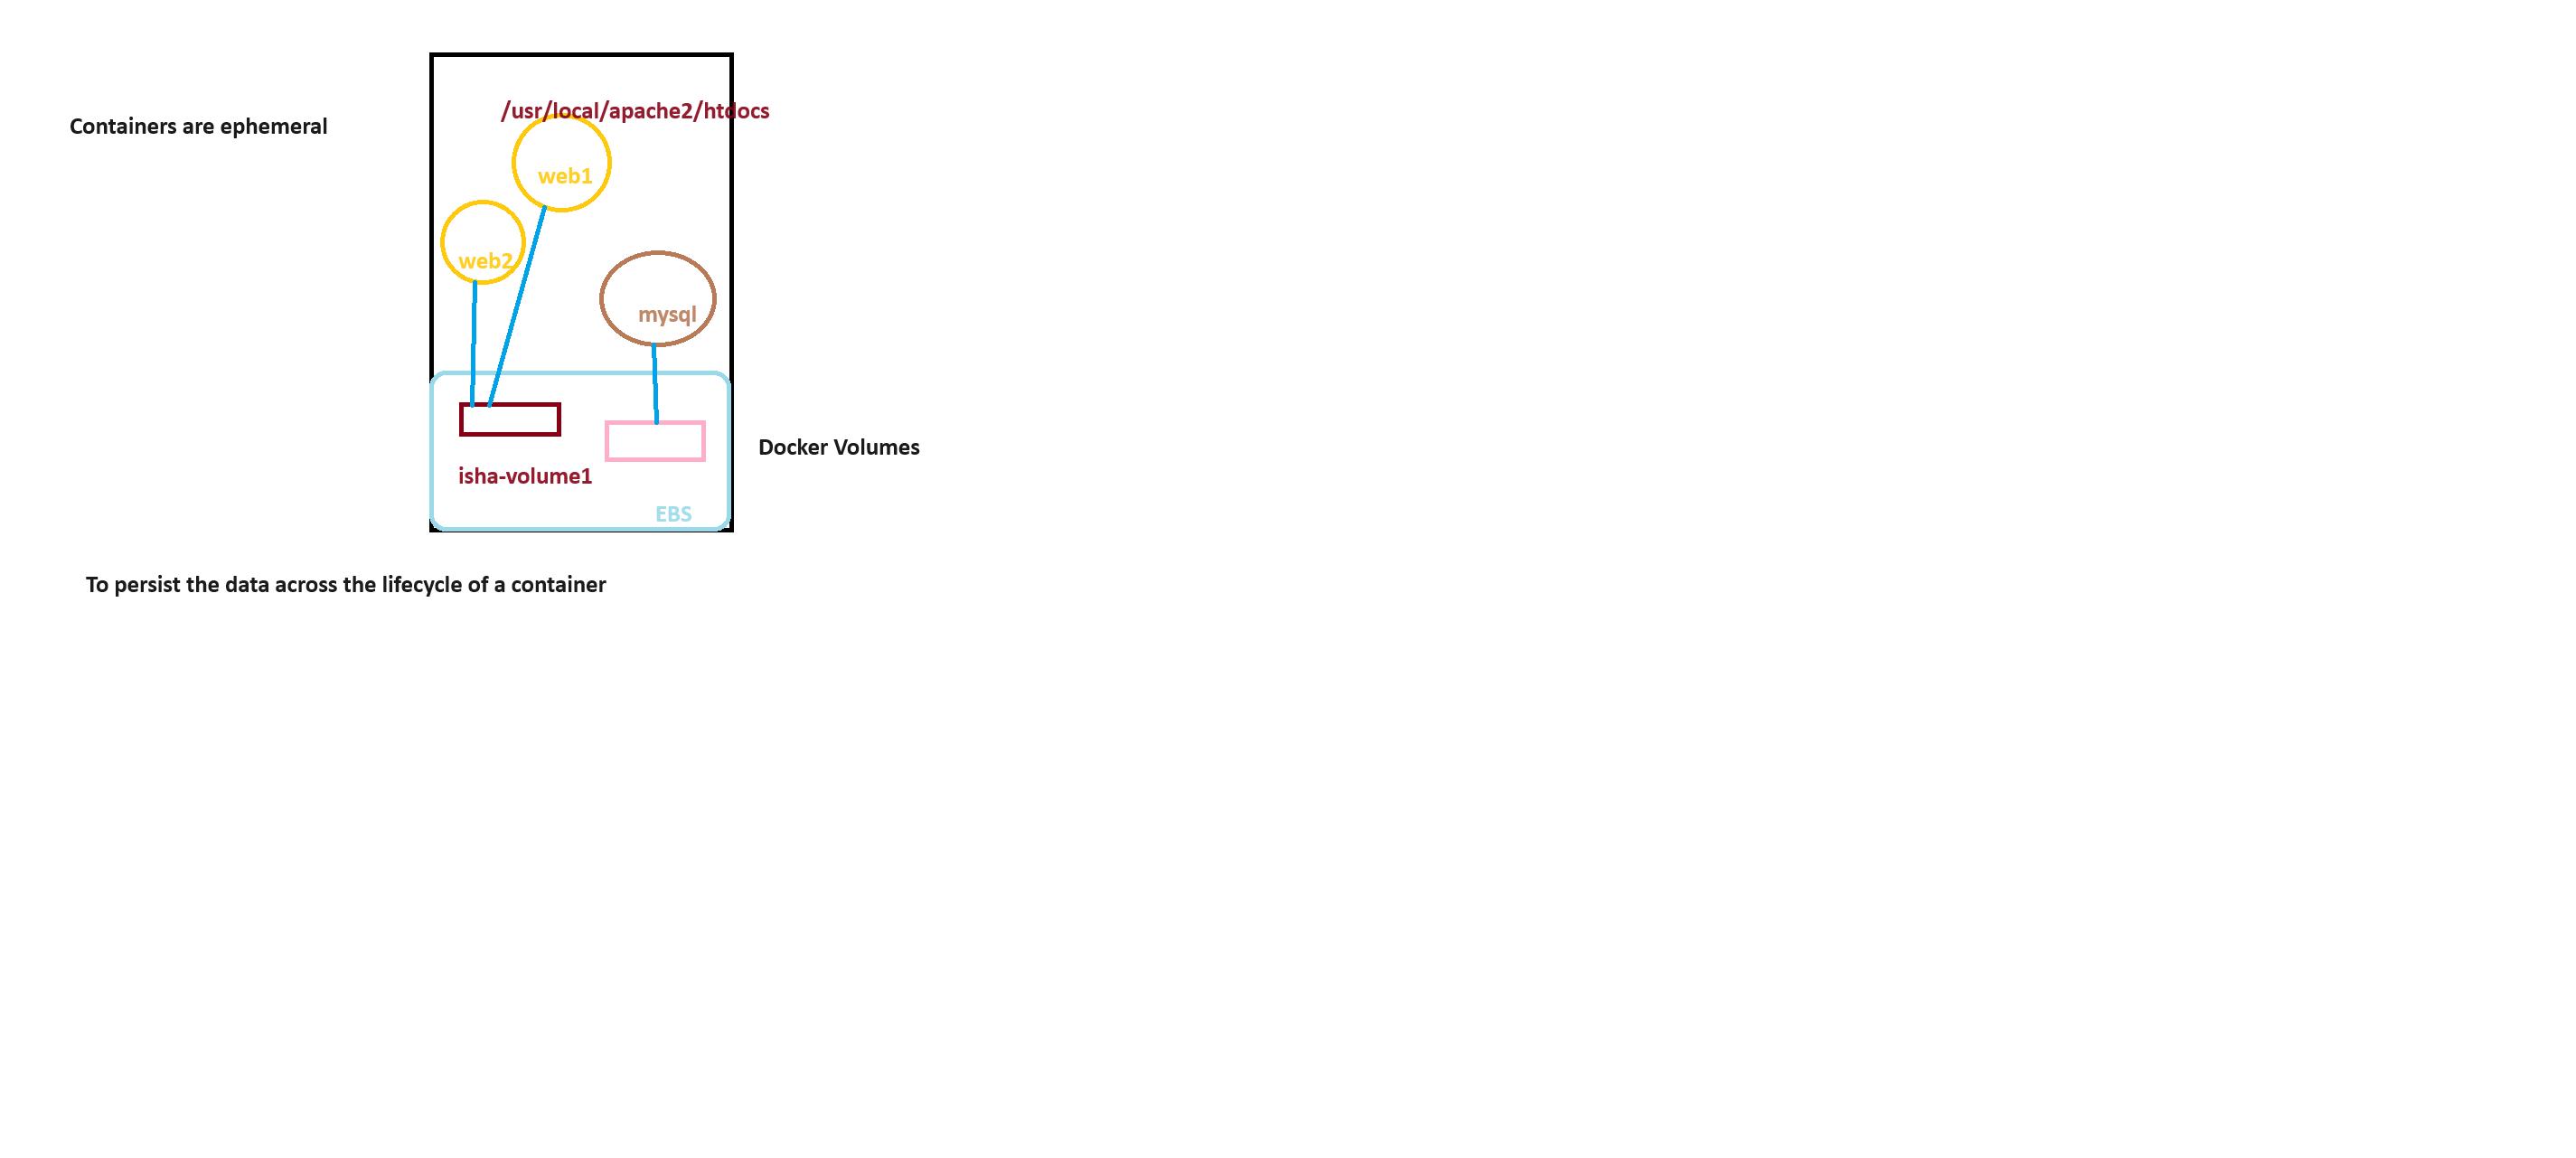 /usr/local/apache2/htdocs
Containers are ephemeral
web1
web2
mysql
Docker Volumes
isha-volume1
EBS
To persist the data across the lifecycle of a container